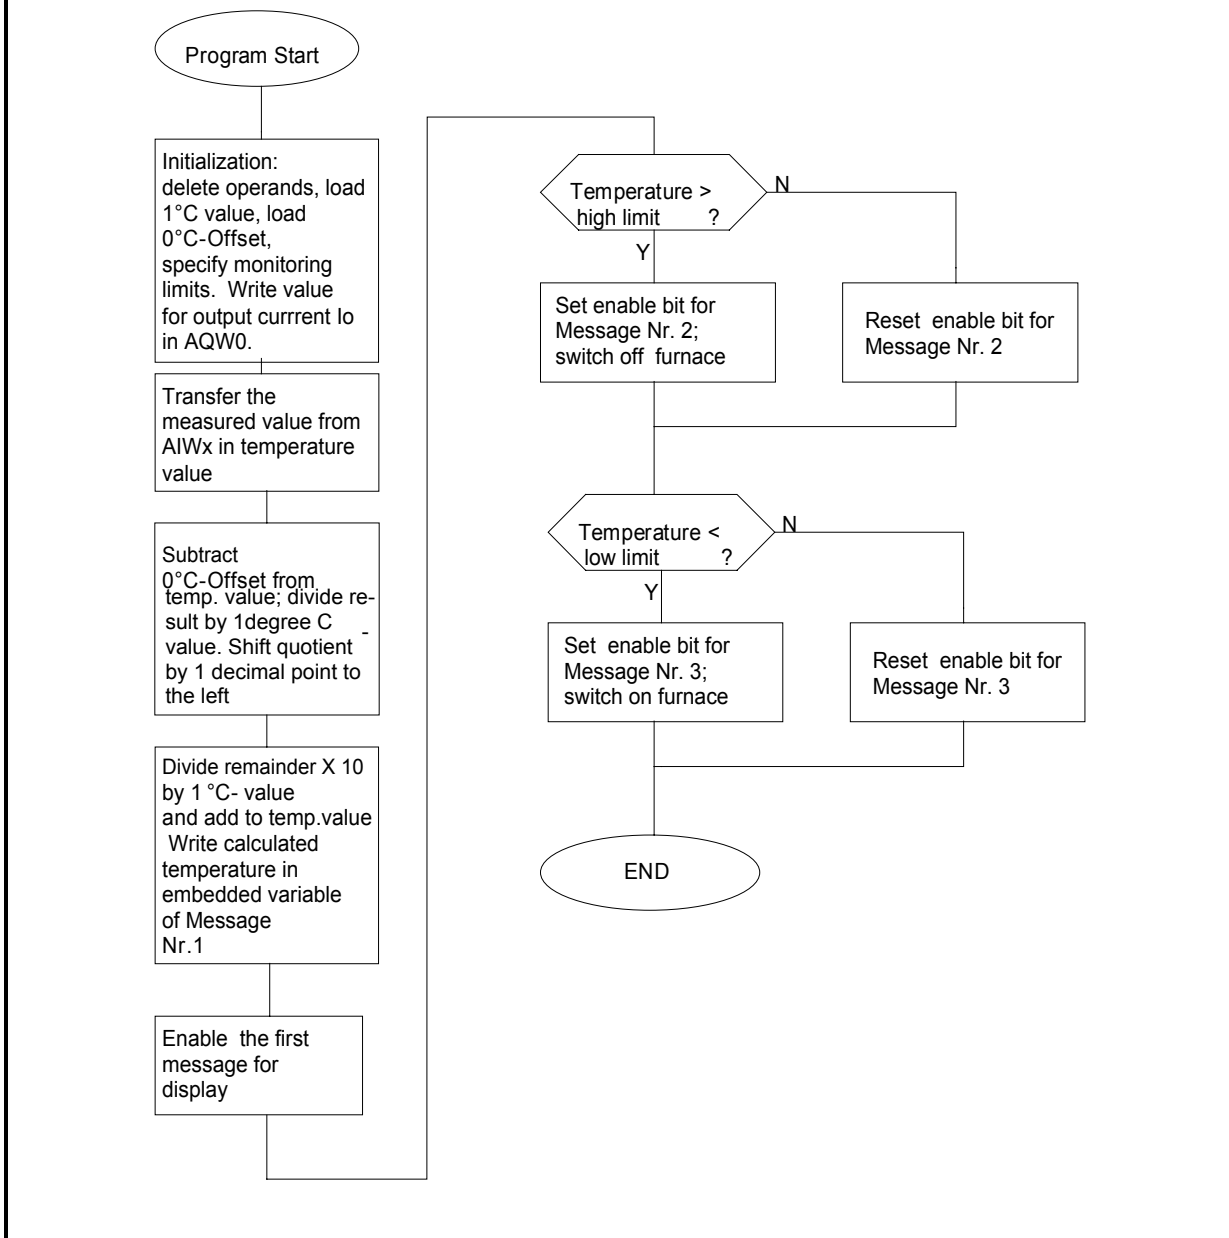 Program Start
Initialization:
delete operands, load
1°C value, load
0°C-Offset,
specify monitoring
limits.  Write value
for output currrent Io
in AQW0.
Transfer the
measured value from
AIWx in temperature
value
Subtract
0°C-Offset from
temp. value; divide re-
sult by 1degree C
value. Shift quotient -
by 1 decimal point to
the left
Divide remainder X 10
by 1 °C- value
and add to temp.value
Write calculated
temperature in
embedded variable
of Message
Nr.1
Enable  the first
message for
display
Temperature >
high limit ?
N
Y
Set enable bit for
Message Nr. 2;
switch off  furnace
Reset  enable bit for
Message Nr. 2
Temperature <
low limit ?
N
Y
Set  enable bit for
Message Nr. 3;
switch on furnace
Reset  enable bit for
Message Nr. 3
END